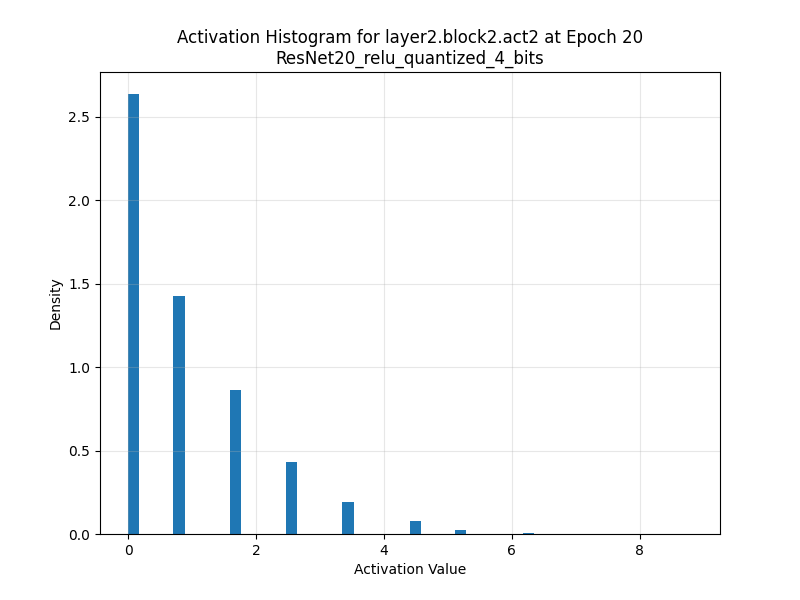 Activation Histogram for layer2.block2.act2 at Epoch 20
ResNet20_relu_quantized_4_bits
2.5
2.0
1.5
1.0
0.5
0.0
Density
0 2 4 6 8
Activation Value